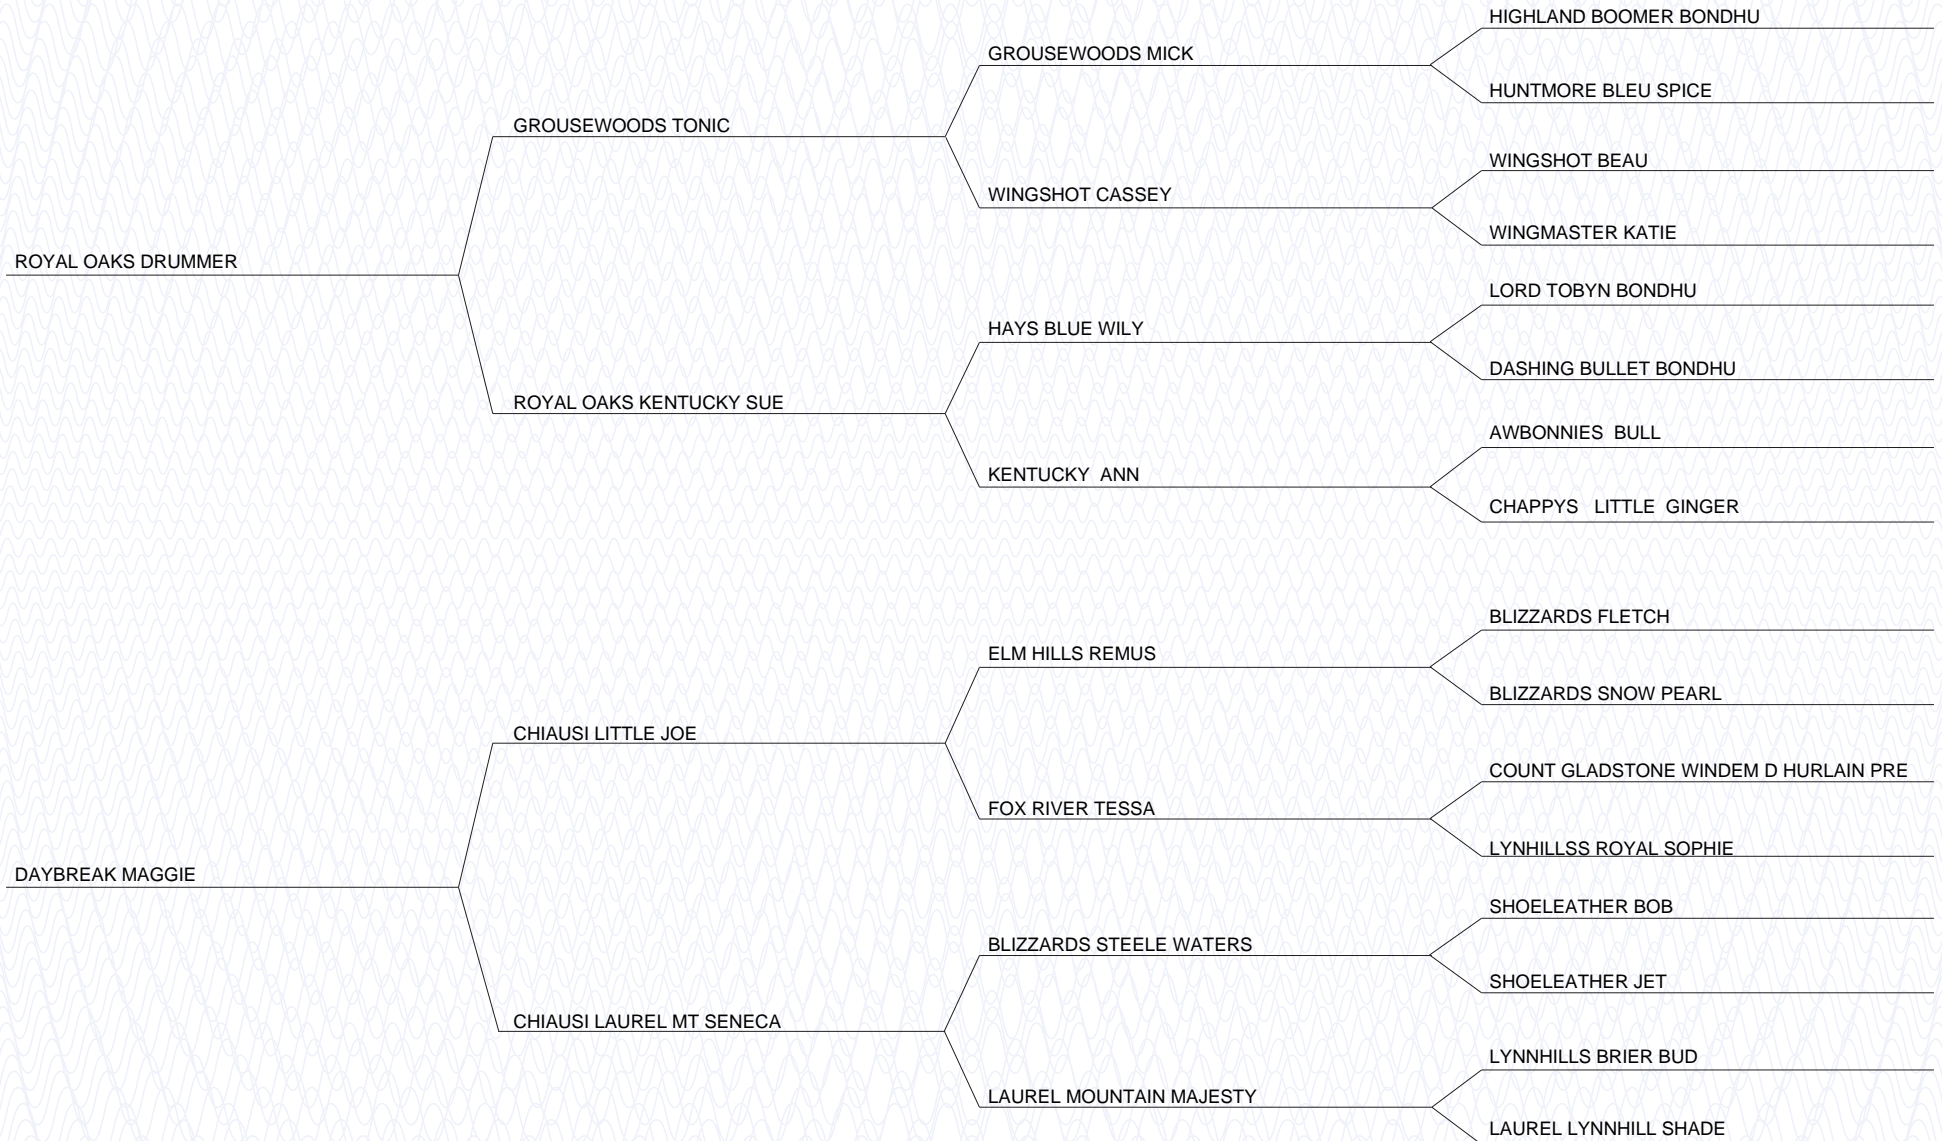 HIGHLAND BOOMER BONDHU
GROUSEWOODS MICK
HUNTMORE BLEU SPICE
GROUSEWOODS TONIC
WINGSHOT BEAU
WINGSHOT CASSEY
WINGMASTER KATIE
ROYAL OAKS DRUMMER
LORD TOBYN BONDHU
HAYS BLUE WILY
DASHING BULLET BONDHU
ROYAL OAKS KENTUCKY SUE
AWBONNIES  BULL
KENTUCKY  ANN
CHAPPYS   LITTLE  GINGER
BLIZZARDS FLETCH
ELM HILLS REMUS
BLIZZARDS SNOW PEARL
CHIAUSI LITTLE JOE
COUNT GLADSTONE WINDEM D HURLAIN PRE
FOX RIVER TESSA
LYNHILLSS ROYAL SOPHIE
DAYBREAK MAGGIE
SHOELEATHER BOB
BLIZZARDS STEELE WATERS
SHOELEATHER JET
CHIAUSI LAUREL MT SENECA
LYNNHILLS BRIER BUD
LAUREL MOUNTAIN MAJESTY
LAUREL LYNNHILL SHADE